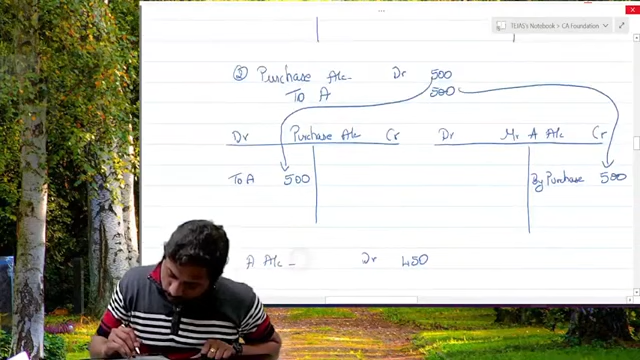 TEJAS's Notebook > CA Foundation
② Purchase A/c Dr 500
To A 500
Dr Purchase A/c Cr Dr Mr A A/c Cr
To A 500 By Purchase 500
A A/c - Dr 450